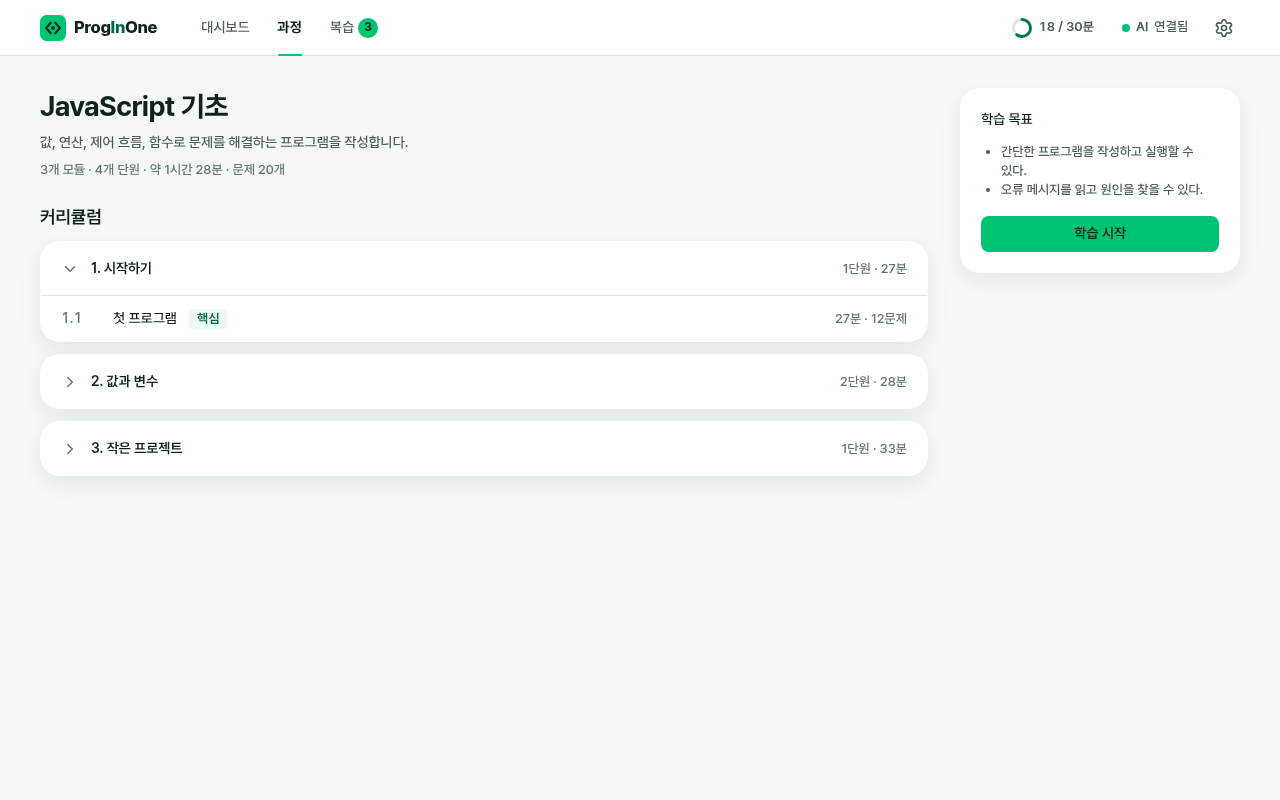 ProgInOne
대시보드
과정
복습 3
18 / 30분
AI 연결됨
JavaScript 기초
값, 연산, 제어 흐름, 함수로 문제를 해결하는 프로그램을 작성합니다.
3개 모듈 · 4개 단원 · 약 1시간 28분 · 문제 20개
커리큘럼
1. 시작하기
1단원 · 27분
1.1 첫 프로그램 핵심
27분 · 12문제
2. 값과 변수
2단원 · 28분
3. 작은 프로젝트
1단원 · 33분
학습 목표
• 간단한 프로그램을 작성하고 실행할 수
있다.
• 오류 메시지를 읽고 원인을 찾을 수 있다.
학습 시작